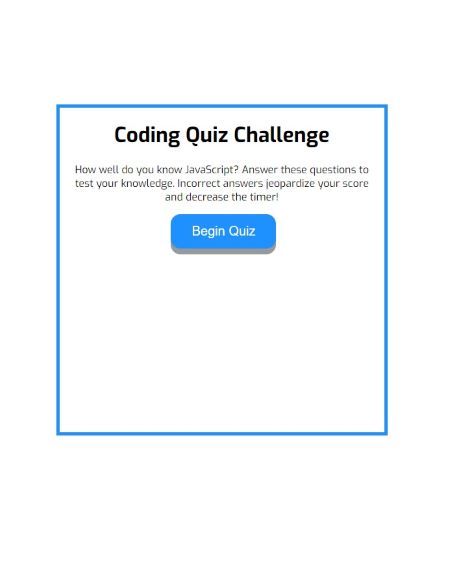 Coding Quiz Challenge
How well do you know JavaScript? Answer these questions to
test your knowledge. Incorrect answers jeopardize your score
and decrease the timer!
Begin Quiz